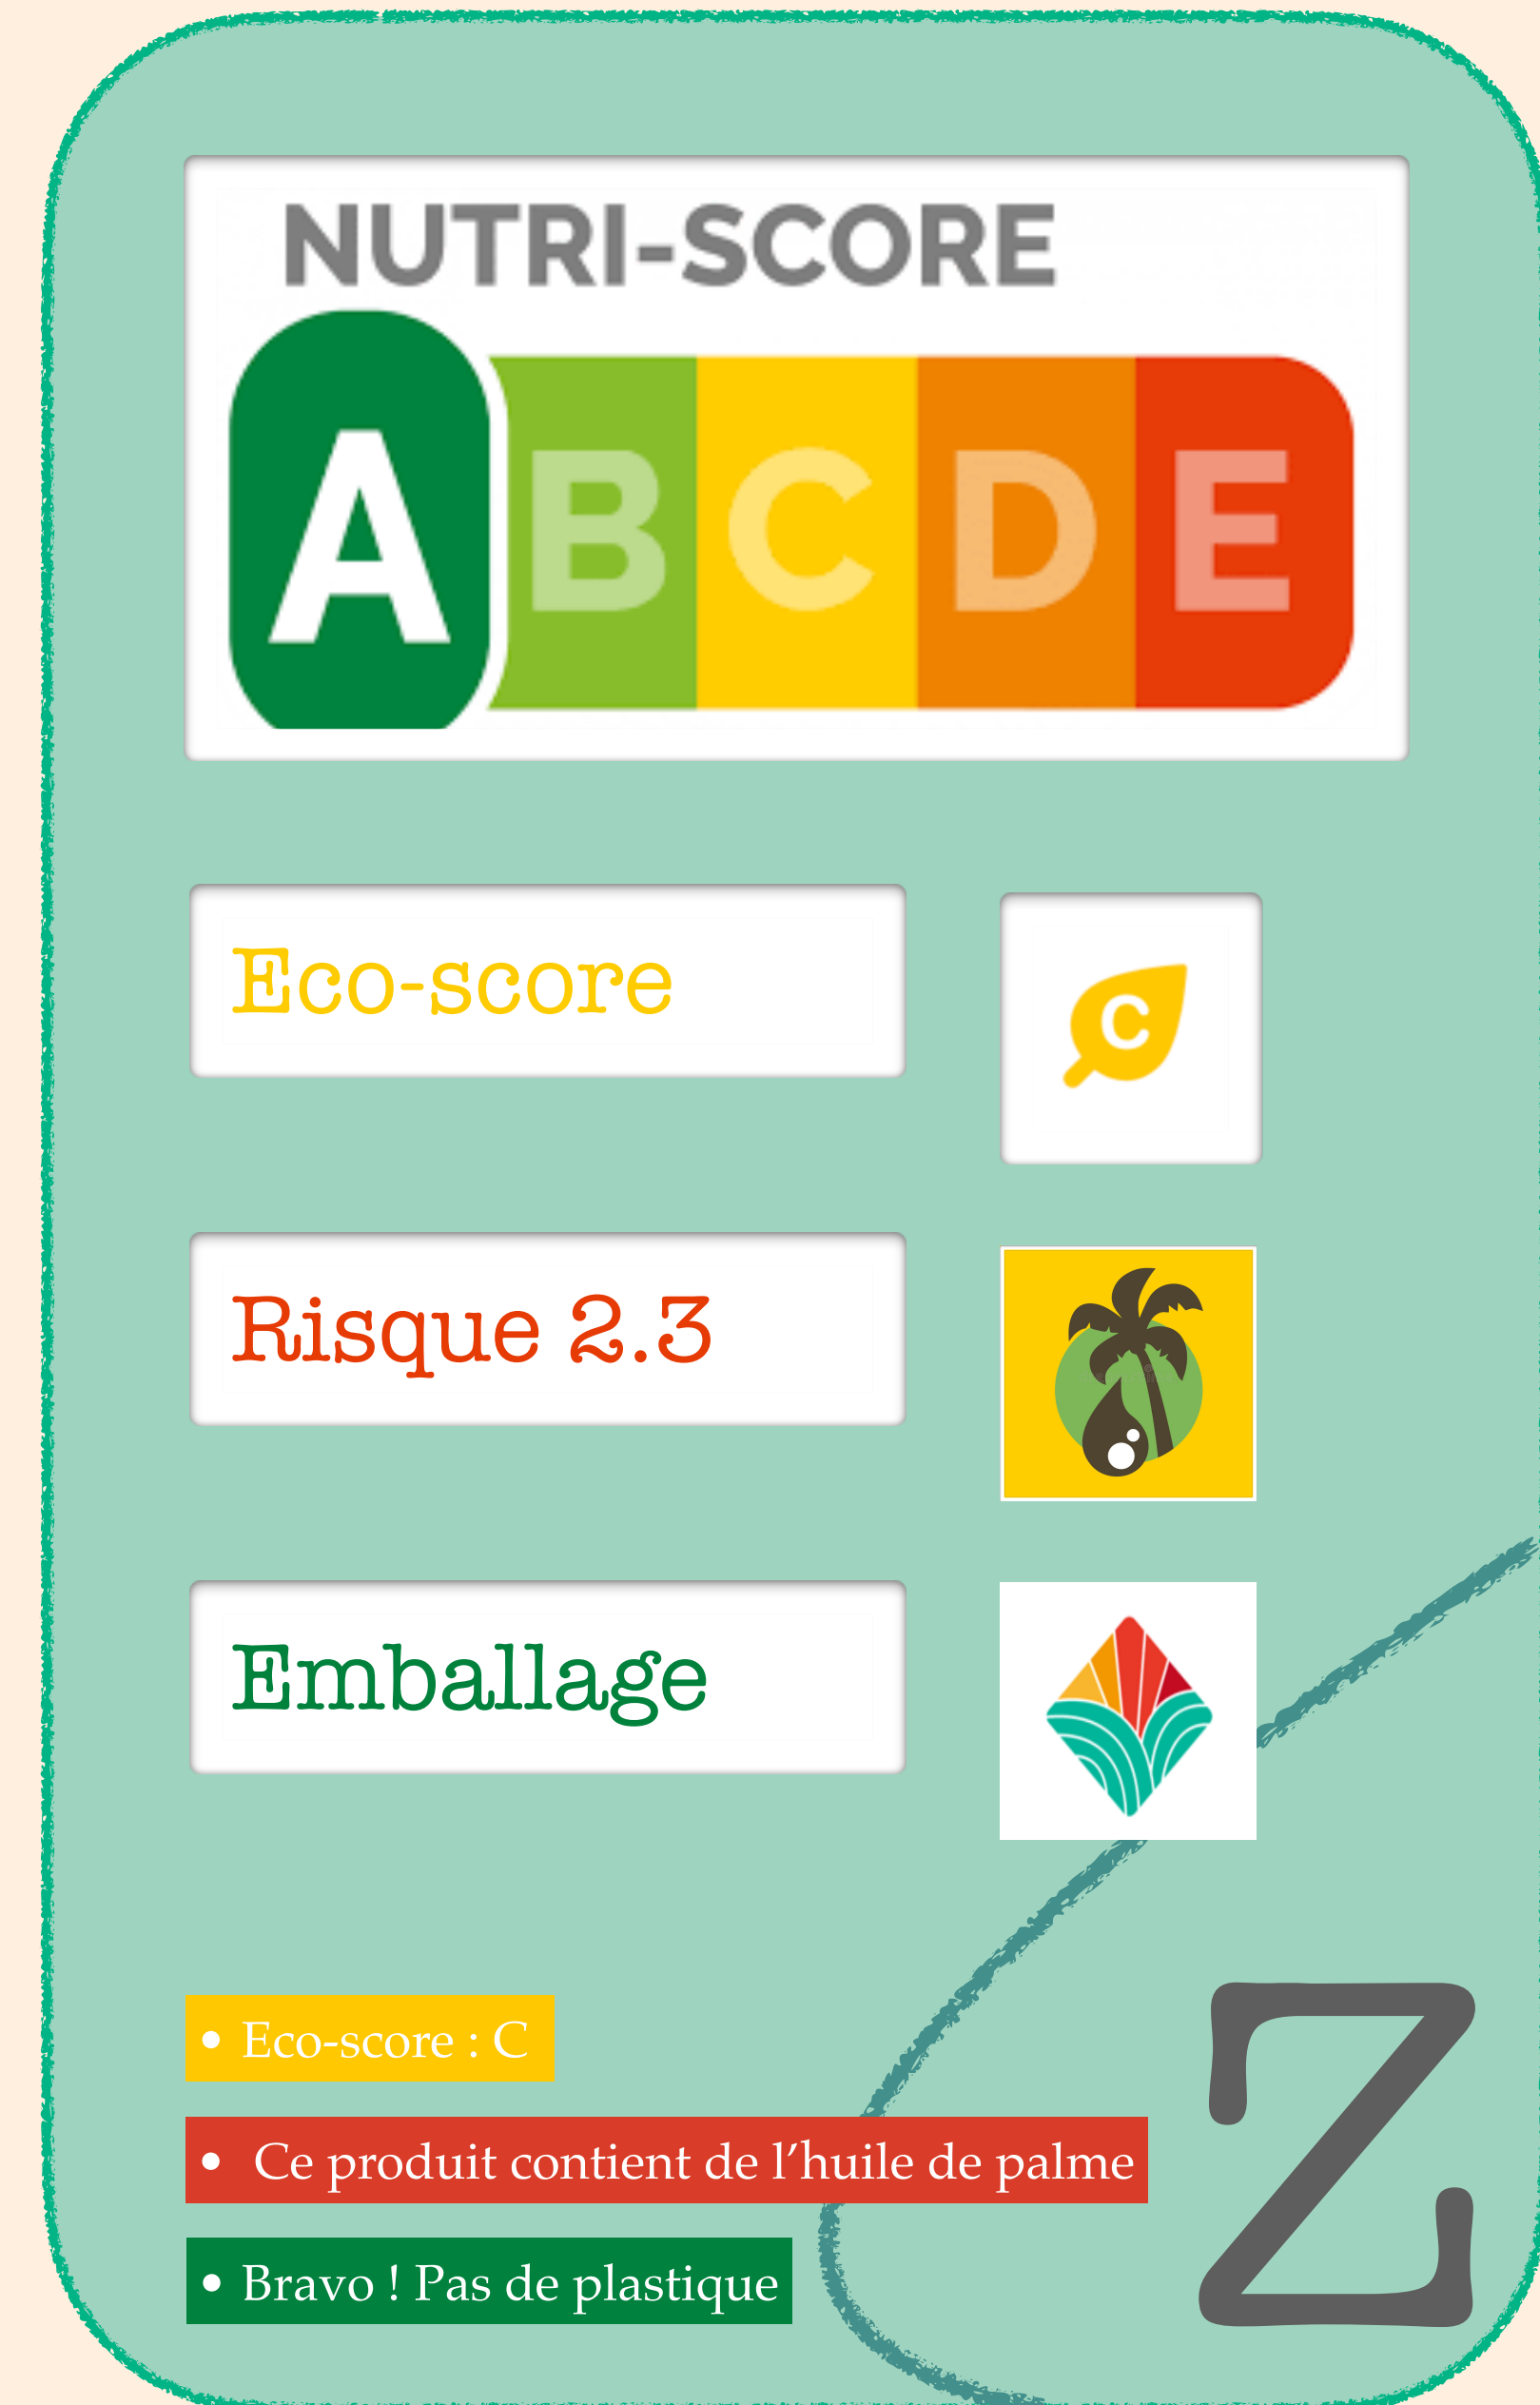 NUTRI-SCORE
A B C D E
Eco-score
C
Risque 2.3
Emballage
• Eco-score : C
• Ce produit contient de l’huile de palme
• Bravo ! Pas de plastique
Z